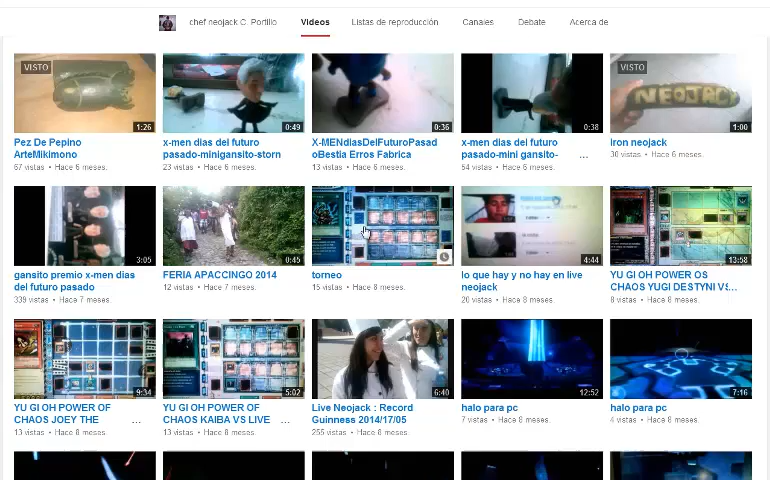 chef neojack C. Portillo Videos Listas de reproducción Canales Debate Acerca de
VISTO
1:26
0:49
0:36
0:38
VISTO
NEOJACK
1:00
Pez De Pepino
ArteMikimono
67 vistas • Hace 6 meses.
x-men dias del futuro
pasado-minigansito-storn
23 vistas • Hace 6 meses.
X-MENdiasDelFuturoPasad
oBestia Erros Fabrica
13 vistas • Hace 6 meses.
x-men dias del futuro
pasado-mini gansito- ...
54 vistas • Hace 6 meses.
Iron neojack
30 vistas • Hace 6 meses.
3:05
0:45
4:44
13:58
gansito premio x-men dias
del futuro pasado
339 vistas • Hace 7 meses.
FERIA APACCINGO 2014
12 vistas • Hace 7 meses.
torneo
15 vistas • Hace 8 meses.
lo que hay y no hay en live
neojack
20 vistas • Hace 8 meses.
YU GI OH POWER OS
CHAOS YUGI DESTYNI VS...
8 vistas • Hace 8 meses.
9:34
5:02
6:40
12:52
7:16
YU GI OH POWER OF
CHAOS JOEY THE ...
13 vistas • Hace 8 meses.
YU GI OH POWER OF
CHAOS KAIBA VS LIVE ...
13 vistas • Hace 8 meses.
Live Neojack : Record
Guinness 2014/17/05
255 vistas • Hace 8 meses.
halo para pc
7 vistas • Hace 8 meses.
halo para pc
4 vistas • Hace 8 meses.